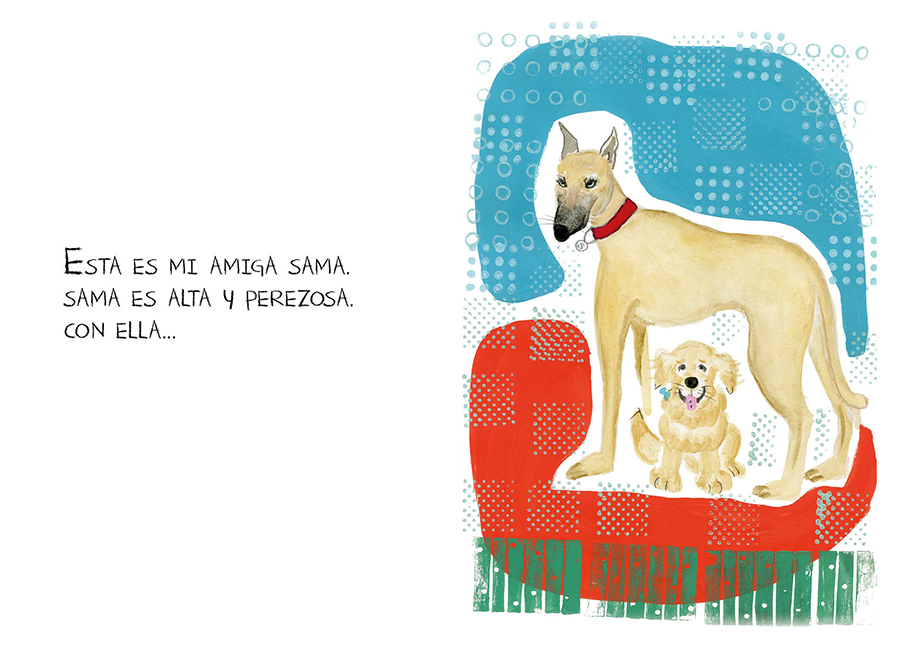 ESTA ES MI AMIGA SAMA.
SAMA ES ALTA Y PEREZOSA.
CON ELLA...